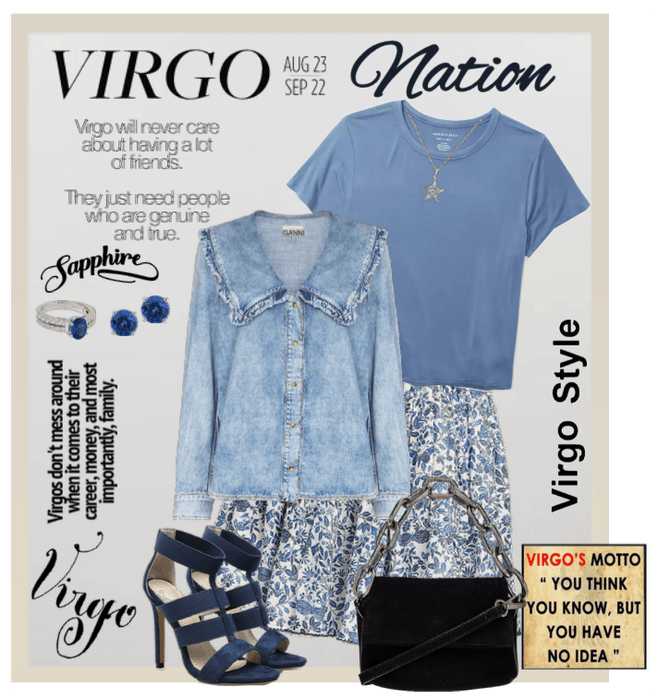 VIRGO
AUG 23
SEP 22
Nation
Virgo will never care
about having a lot
of friends.
They just need people
who are genuine
and true.
Sapphire
GANNI
Virgos don't mess around
when it comes to their
career, money, and most
importantly, family.
Virgo
Virgo Style
VIRGO'S MOTTO
“ YOU THINK
YOU KNOW, BUT
YOU HAVE
NO IDEA ”